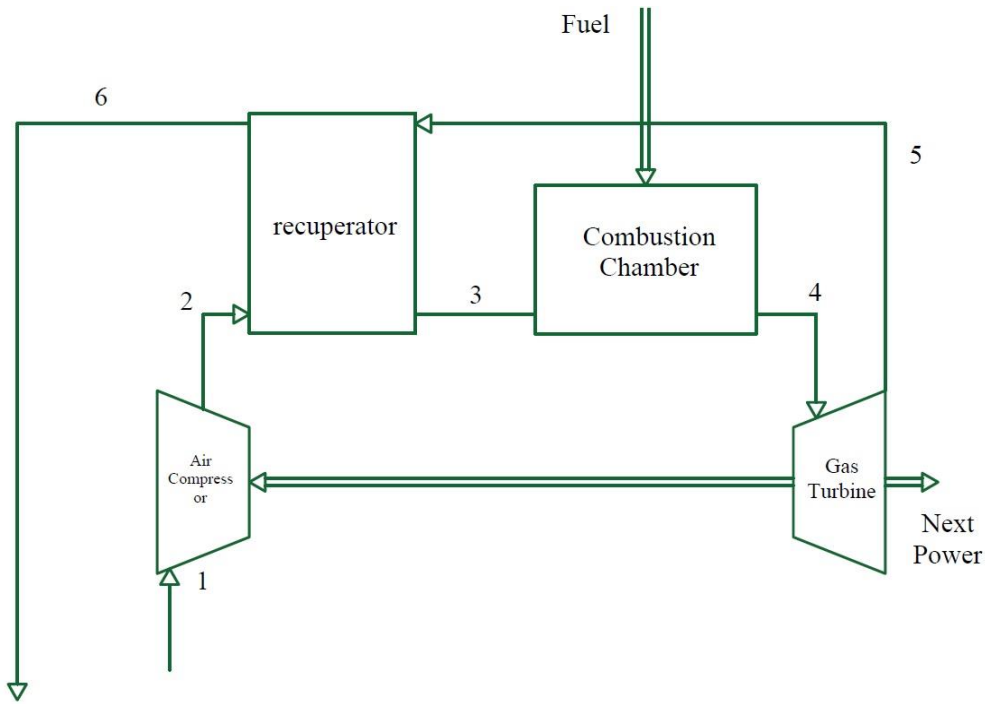 Fuel
6
5
recuperator
Combustion
Chamber
2
3
4
Air
Compress
or
Gas
Turbine
Next
Power
1